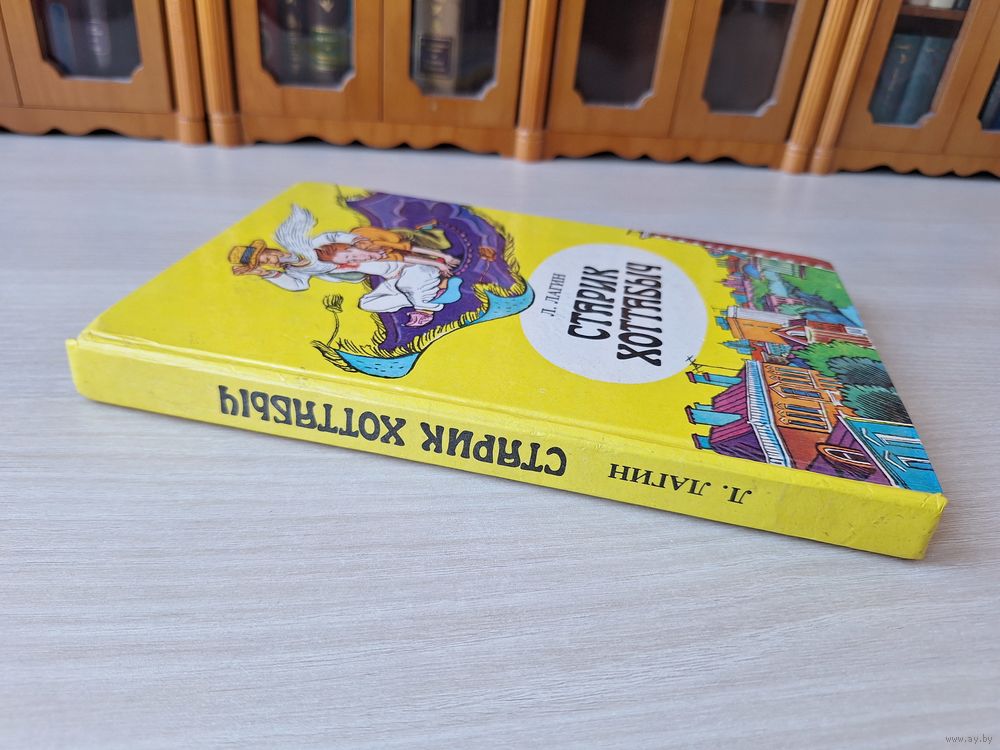 Л. ЛАГИН
СТАРИК
ХОТТАБЫЧ
Л. ЛАГИН СТАРИК ХОТТАБЫЧ
www.ay.by